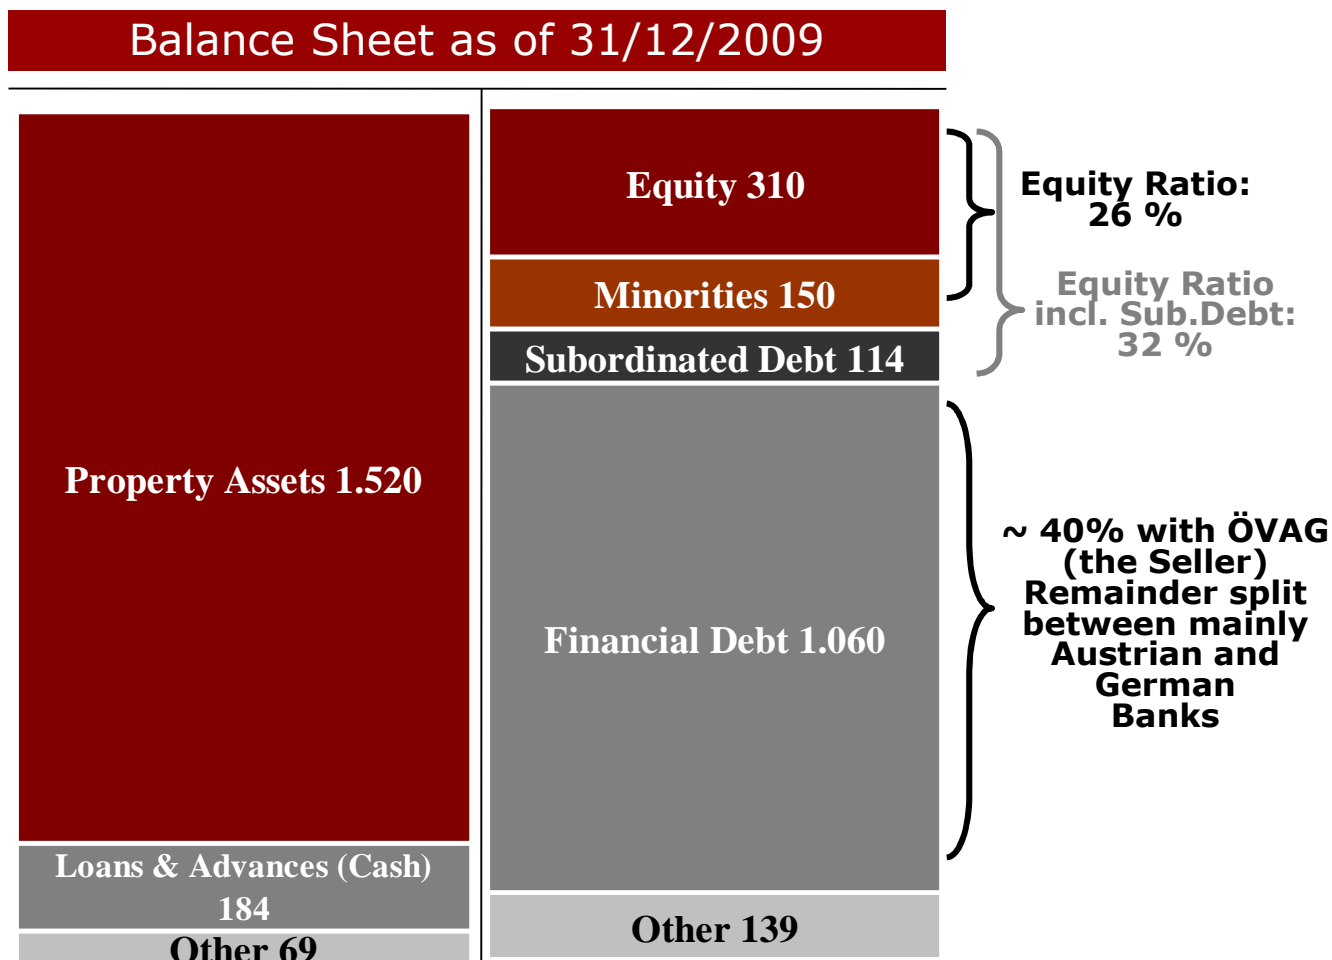 Balance Sheet as of 31/12/2009
Property Assets 1.520
Loans & Advances (Cash)
184
Other 69
Equity 310
Minorities 150
Subordinated Debt 114
Financial Debt 1.060
Other 139
Equity Ratio:
26 %
Equity Ratio
incl. Sub.Debt:
32 %
~ 40% with ÖVAG
(the Seller)
Remainder split
between mainly
Austrian and
German
Banks